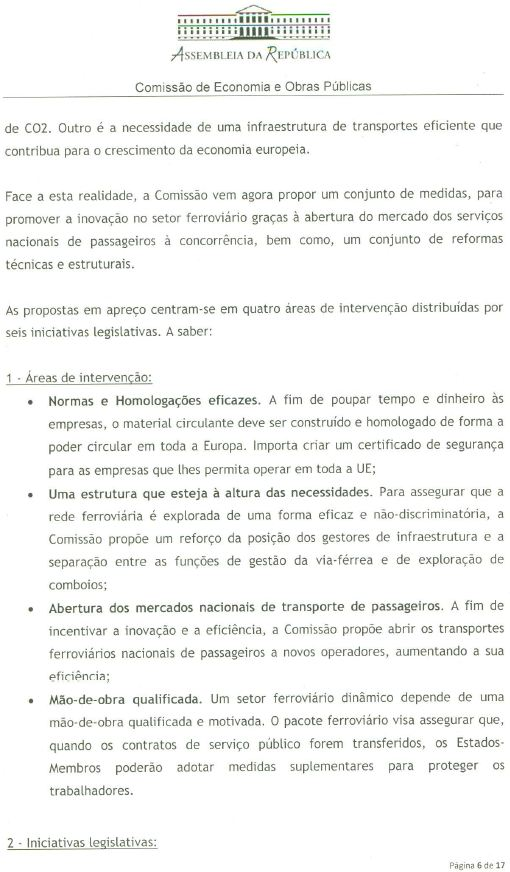 ASSEMBLEIA DA REPÚBLICA
Comissão de Economia e Obras Públicas
de CO2. Outro é a necessidade de uma infraestrutura de transportes eficiente que
contribua para o crescimento da economia europeia.
Face a esta realidade, a Comissão vem agora propor um conjunto de medidas, para
promover a inovação no setor ferroviário graças à abertura do mercado dos serviços
nacionais de passageiros à concorrência, bem como, um conjunto de reformas
técnicas e estruturais.
As propostas em apreço centram-se em quatro áreas de intervenção distribuídas por
seis iniciativas legislativas. A saber:
1 - Áreas de intervenção:
• Normas e Homologações eficazes. A fim de poupar tempo e dinheiro às
empresas, o material circulante deve ser construído e homologado de forma a
poder circular em toda a Europa. Importa criar um certificado de segurança
para as empresas que lhes permita operar em toda a UE;
• Uma estrutura que esteja à altura das necessidades. Para assegurar que a
rede ferroviária é explorada de uma forma eficaz e não-discriminatória, a
Comissão propõe um reforço da posição dos gestores de infraestrutura e a
separação entre as funções de gestão da via-férrea e de exploração de
comboios;
• Abertura dos mercados nacionais de transporte de passageiros. A fim de
incentivar a inovação e a eficiência, a Comissão propõe abrir os transportes
ferroviários nacionais de passageiros a novos operadores, aumentando a sua
eficiência;
• Mão-de-obra qualificada. Um setor ferroviário dinâmico depende de uma
mão-de-obra qualificada e motivada. O pacote ferroviário visa assegurar que,
quando os contratos de serviço público forem transferidos, os Estados-
Membros poderão adotar medidas suplementares para proteger os
trabalhadores.
2 - Iniciativas legislativas:
Página 6 de 17